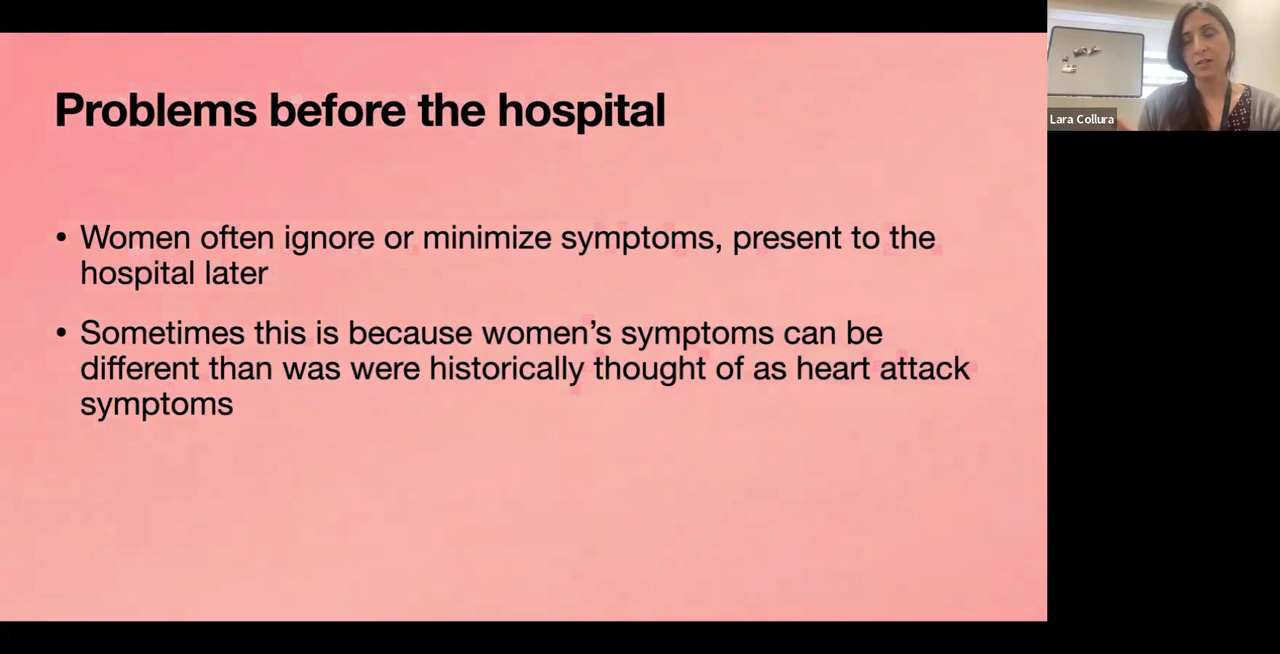 Problems before the hospital
• Women often ignore or minimize symptoms, present to the
hospital later
• Sometimes this is because women’s symptoms can be
different than was were historically thought of as heart attack
symptoms
Lara Collura